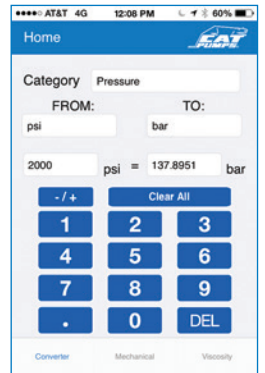 AT&T 4G 12:08 PM 60%
Home CAT PUMPS
Category Pressure
FROM: TO:
psi bar
2000 psi = 137.8951 bar
-/+ Clear All
1 2 3
4 5 6
7 8 9
. 0 DEL
Converter Mechanical Viscosity